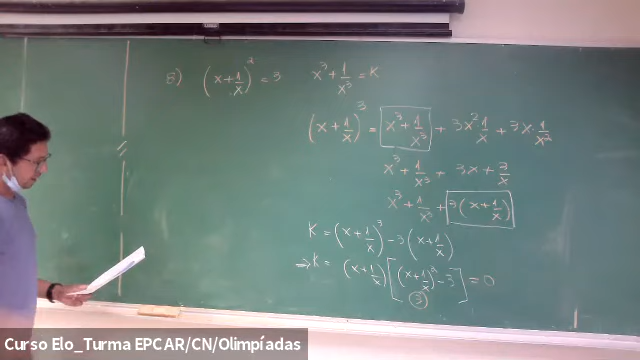 8) (x+1/x)² = 3    x³ + 1/x³ = K
(x+1/x)³ = x³+1/x³ + 3x² 1/x + 3x·1/x²
x³ + 1/x³ + 3x + 3/x
x³ + 1/x³ + 3(x+1/x)
K = (x+1/x)³ - 3(x+1/x)
⇒ K = (x+1/x)[(x+1/x)² - 3] = 0
3
Curso Elo_Turma EPCAR/CN/Olimpíadas